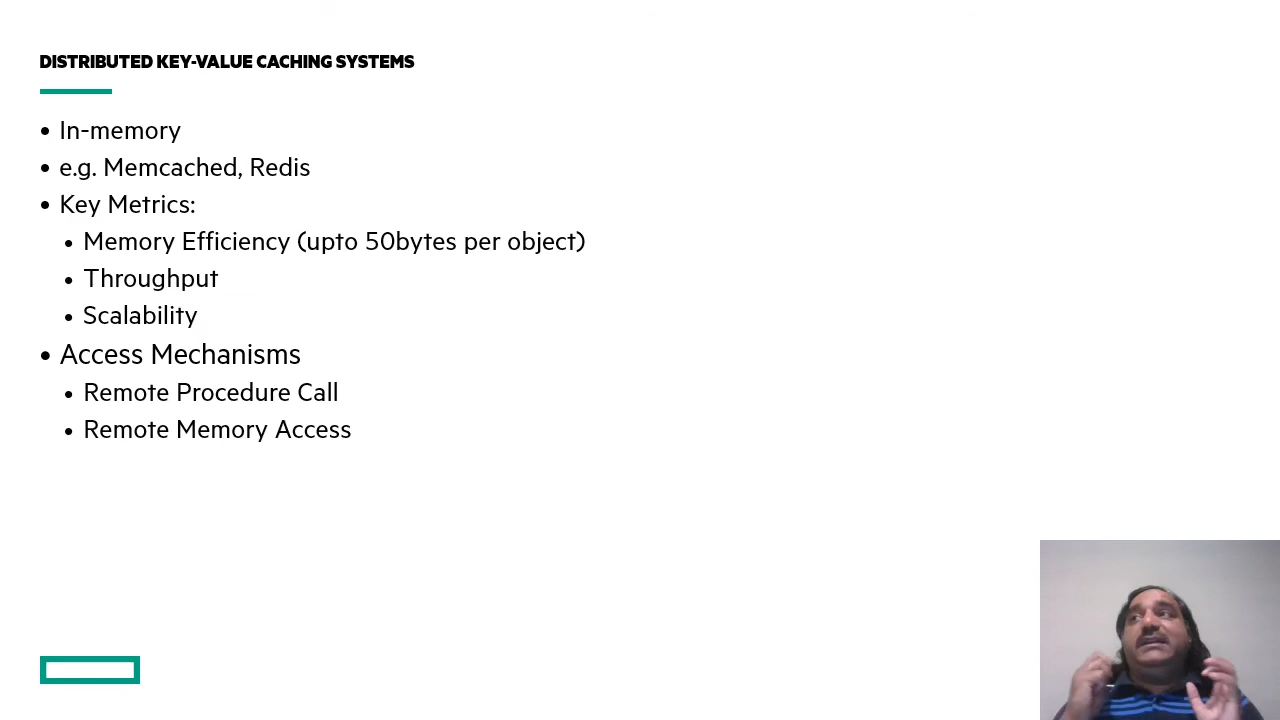 DISTRIBUTED KEY-VALUE CACHING SYSTEMS
• In-memory
• e.g. Memcached, Redis
• Key Metrics:
• Memory Efficiency (upto 50bytes per object)
• Throughput
• Scalability
• Access Mechanisms
• Remote Procedure Call
• Remote Memory Access